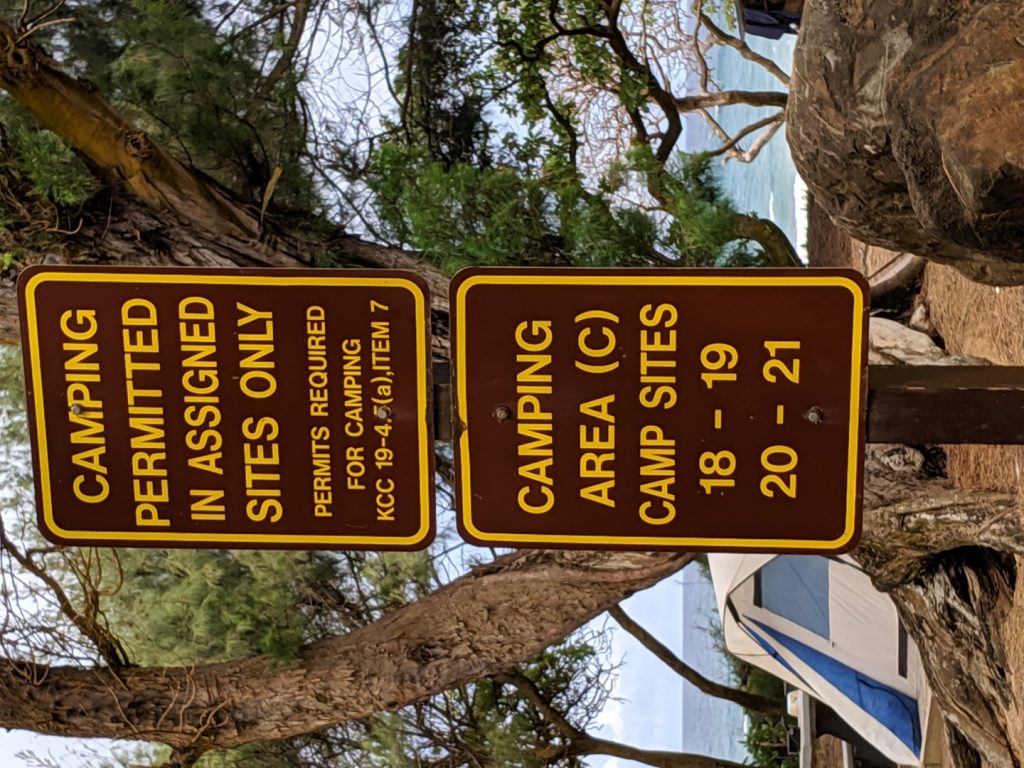 CAMPING
PERMITTED
IN ASSIGNED
SITES ONLY
PERMITS REQUIRED
FOR CAMPING
KCC 19-4.5(a),ITEM 7
CAMPING
AREA (C)
CAMP SITES
18 - 19
20 - 21